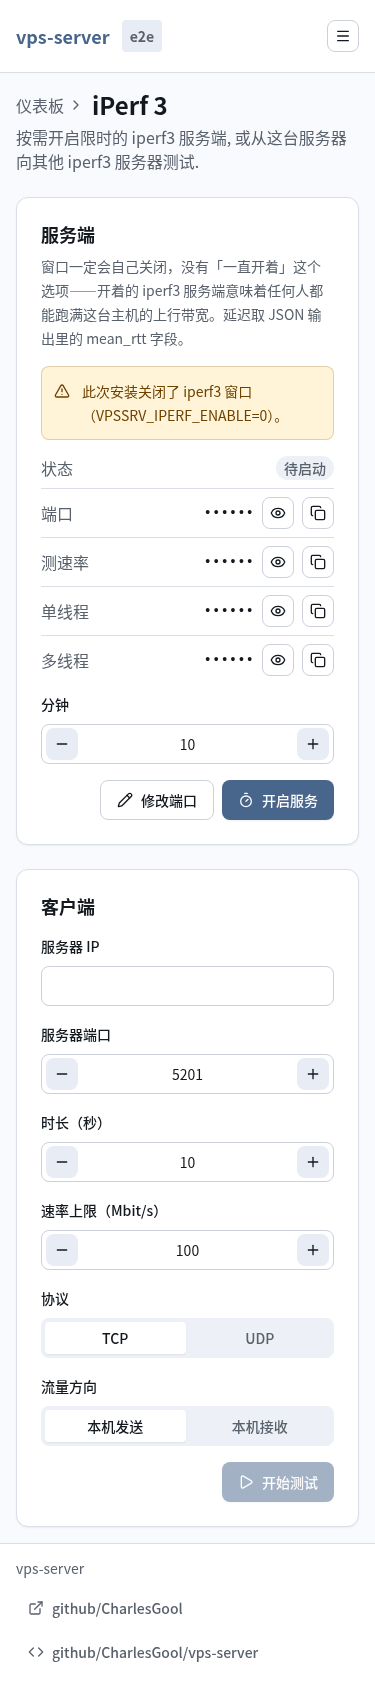 vps-server e2e
仪表板 iPerf 3
按需开启限时的 iperf3 服务端, 或从这台服务器
向其他 iperf3 服务器测试.
服务端
窗口一定会自己关闭，没有「一直开着」这个
选项——开着的 iperf3 服务端意味着任何人都
能跑满这台主机的上行带宽。延迟取 JSON 输
出里的 mean_rtt 字段。
此次安装关闭了 iperf3 窗口
（VPSSRV_IPERF_ENABLE=0）。
状态 待启动
端口 ••••••
测速率 ••••••
单线程 ••••••
多线程 ••••••
分钟
10
修改端口 开启服务
客户端
服务器 IP
服务器端口
5201
时长（秒）
10
速率上限（Mbit/s）
100
协议
TCP UDP
流量方向
本机发送 本机接收
开始测试
vps-server
github/CharlesGool
github/CharlesGool/vps-server